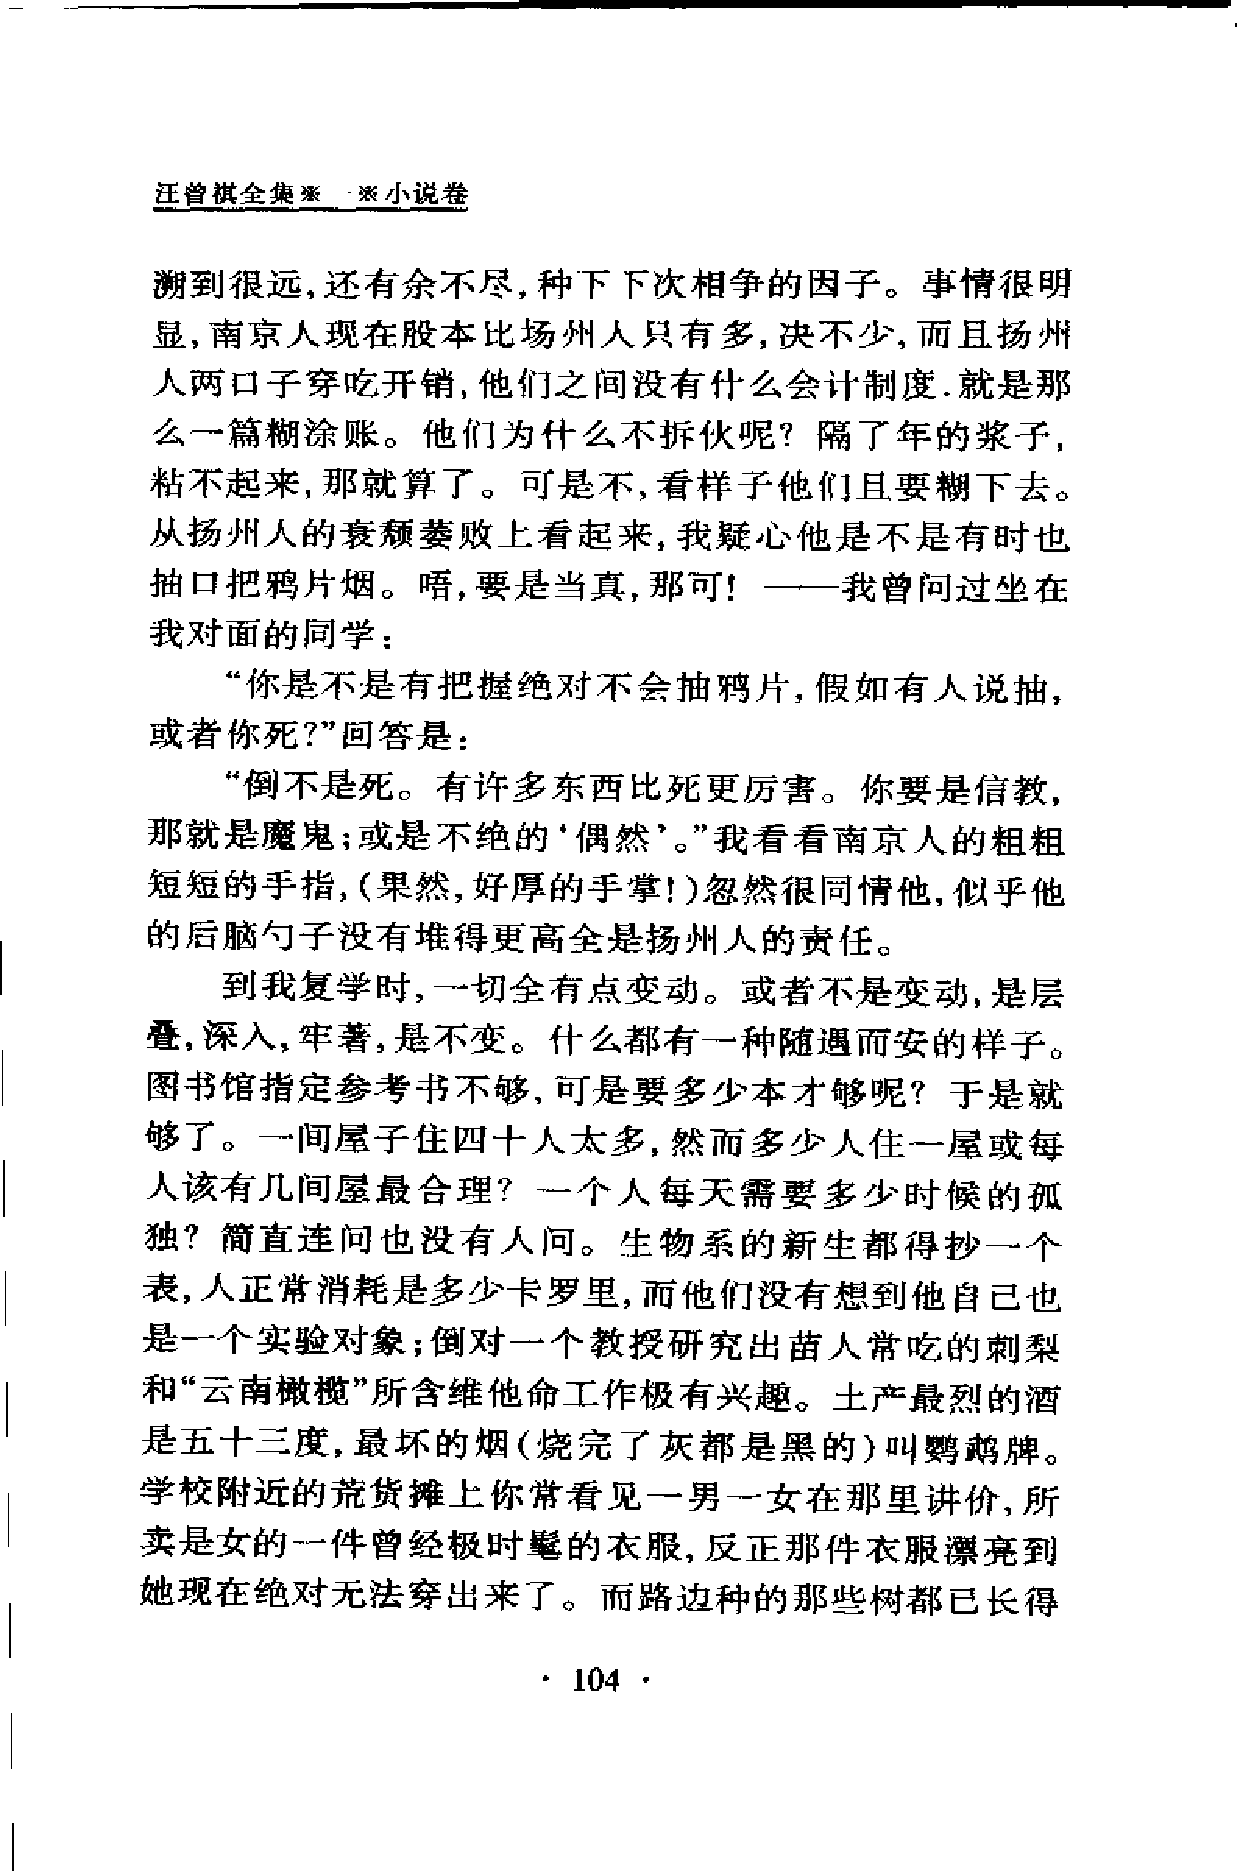 汪曾祺全集※一※小说卷
溯到很远,还有余不尽,种下下次相争的因子。事情很明
显,南京人现在股本比扬州人只有多,决不少,而且扬州
人两口子穿吃开销,他们之间没有什么会计制度.就是那
么一篇糊涂账。他们为什么不拆伙呢?隔了年的浆子,
粘不起来,那就算了。可是不,看样子他们且要糊下去。
从扬州人的衰颓萎败上看起来,我疑心他是不是有时也
抽口把鸦片烟。唔,要是当真,那可!——我曾问过坐在
我对面的同学:
“你是不是有把握绝对不会抽鸦片,假如有人说抽,
或者你死?”回答是:
“倒不是死。有许多东西比死更厉害。你要是信教,
那就是魔鬼;或是不绝的‘偶然’。”我看看南京人的粗粗
短短的手指,(果然,好厚的手掌!)忽然很同情他,似乎他
的后脑勺子没有堆得更高全是扬州人的责任。
到我复学时,一切全有点变动。或者不是变动,是层
叠,深入,牢著,是不变。什么都有一种随遇而安的样子。
图书馆指定参考书不够,可是要多少本才够呢?于是就
够了。一间屋子住四十人太多,然而多少人住一屋或每
人该有几间屋最合理?一个人每天需要多少时候的孤
独?简直连问也没有人问。生物系的新生都得抄一个
表,人正常消耗是多少卡罗里,而他们没有想到他自己也
是一个实验对象;倒对一个教授研究出苗人常吃的刺梨
和“云南橄榄”所含维他命工作极有兴趣。土产最烈的酒
是五十三度,最坏的烟(烧完了灰都是黑的)叫鹦鹉牌。
学校附近的荒货摊上你常看见一男一女在那里讲价,所
卖是女的一件曾经极时髦的衣服,反正那件衣服漂亮到
她现在绝对无法穿出来了。而路边种的那些树都已长得
· 104 ·